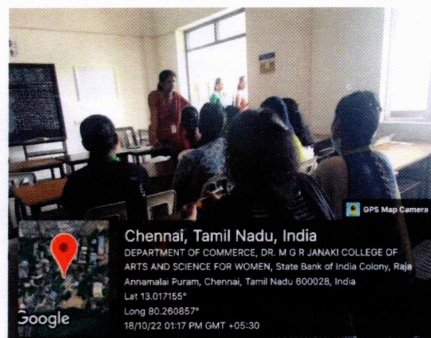 GPS Map Camera
Chennai, Tamil Nadu, India
DEPARTMENT OF COMMERCE, DR. M G R JANAKI COLLEGE OF
ARTS AND SCIENCE FOR WOMEN, State Bank of India Colony, Raja
Annamalai Puram, Chennai, Tamil Nadu 600028, India
Lat 13.017155°
Long 80.260857°
18/10/22 01:17 PM GMT +05:30
Google